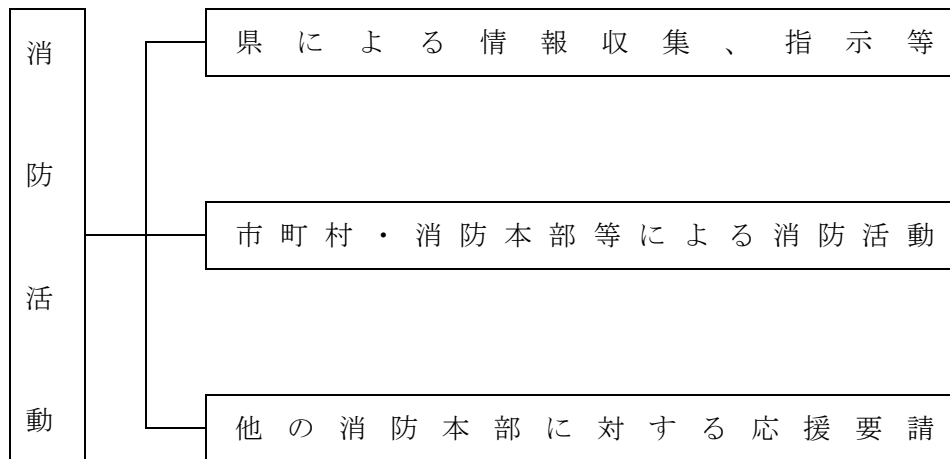 消防活動
県による情報収集、指示等
市町村・消防本部等による消防活動
他の消防本部に対する応援要請